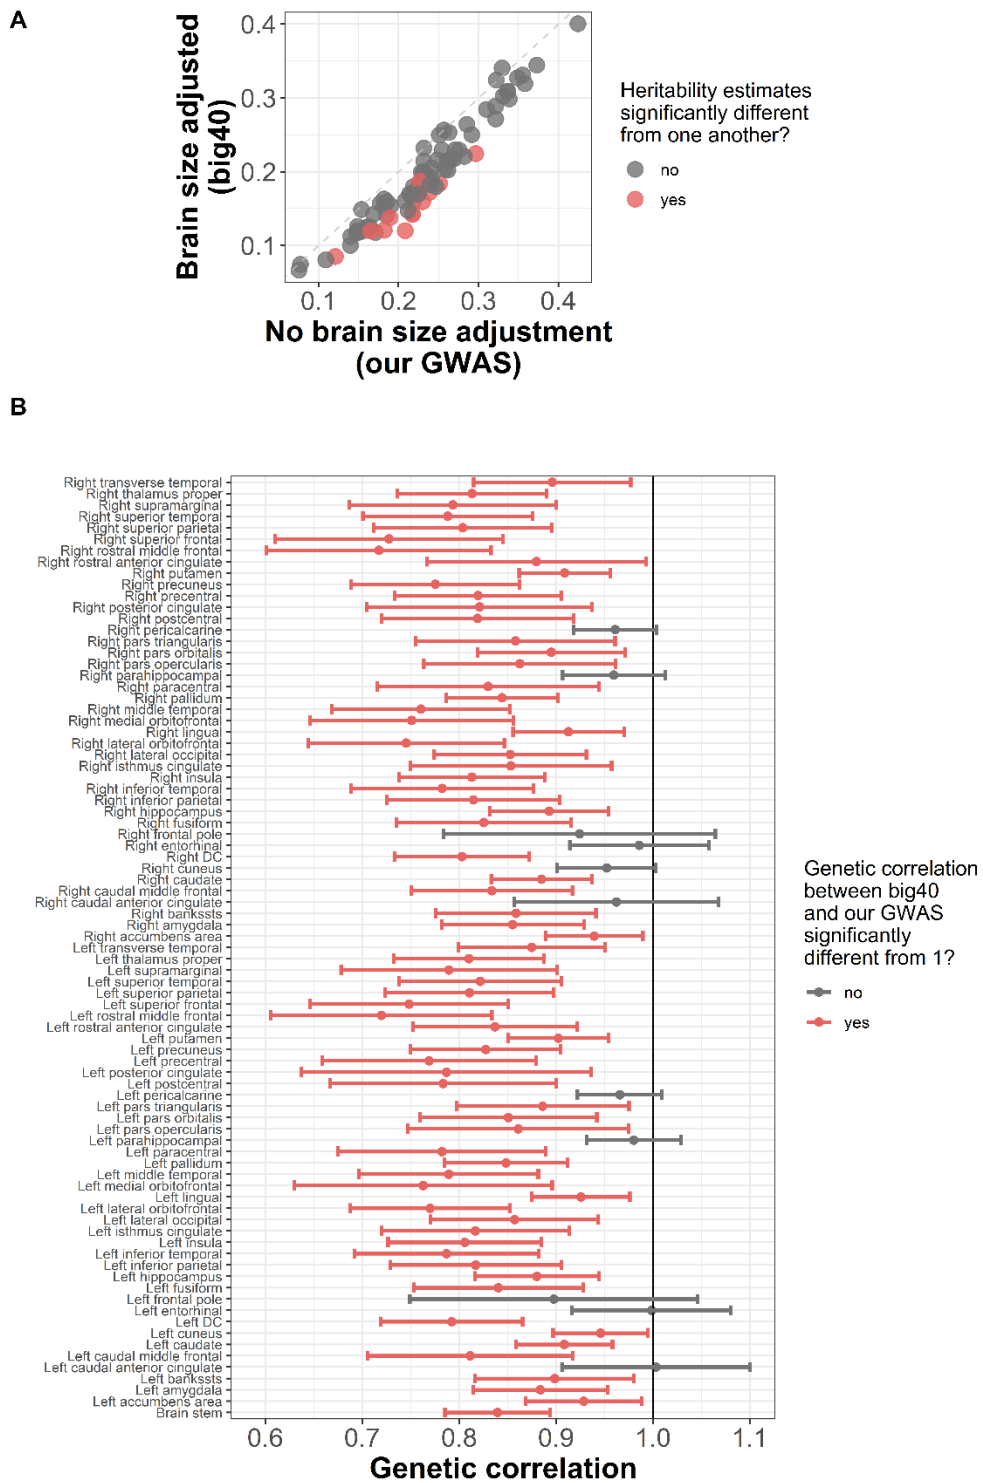 A
Brain size adjusted
(big40)
0.4
0.3
0.2
0.1
0.1 0.2 0.3 0.4
No brain size adjustment
(our GWAS)
Heritability estimates
significantly different
from one another?
no
yes
B
Right transverse temporal
Right thalamus proper
Right supramarginal
Right superior temporal
Right superior parietal
Right superior frontal
Right rostral middle frontal
Right rostral anterior cingulate
Right putamen
Right precuneus
Right precentral
Right posterior cingulate
Right postcentral
Right pericalcarine
Right pars triangularis
Right pars orbitalis
Right pars opercularis
Right parahippocampal
Right paracentral
Right pallidum
Right middle temporal
Right medial orbitofrontal
Right lingual
Right lateral orbitofrontal
Right lateral occipital
Right isthmus cingulate
Right insula
Right inferior temporal
Right inferior parietal
Right hippocampus
Right fusiform
Right frontal pole
Right entorhinal
Right DC
Right cuneus
Right caudate
Right caudal middle frontal
Right caudal anterior cingulate
Right bankssts
Right amygdala
Right accumbens area
Left transverse temporal
Left thalamus proper
Left supramarginal
Left superior temporal
Left superior parietal
Left superior frontal
Left rostral middle frontal
Left rostral anterior cingulate
Left putamen
Left precuneus
Left precentral
Left posterior cingulate
Left postcentral
Left pericalcarine
Left pars triangularis
Left pars orbitalis
Left pars opercularis
Left parahippocampal
Left paracentral
Left pallidum
Left middle temporal
Left medial orbitofrontal
Left lingual
Left lateral orbitofrontal
Left lateral occipital
Left isthmus cingulate
Left insula
Left inferior temporal
Left inferior parietal
Left hippocampus
Left fusiform
Left frontal pole
Left entorhinal
Left DC
Left cuneus
Left caudate
Left caudal middle frontal
Left caudal anterior cingulate
Left bankssts
Left amygdala
Left accumbens area
Brain stem
0.6 0.7 0.8 0.9 1.0 1.1
Genetic correlation
Genetic correlation
between big40
and our GWAS
significantly
different from 1?
no
yes